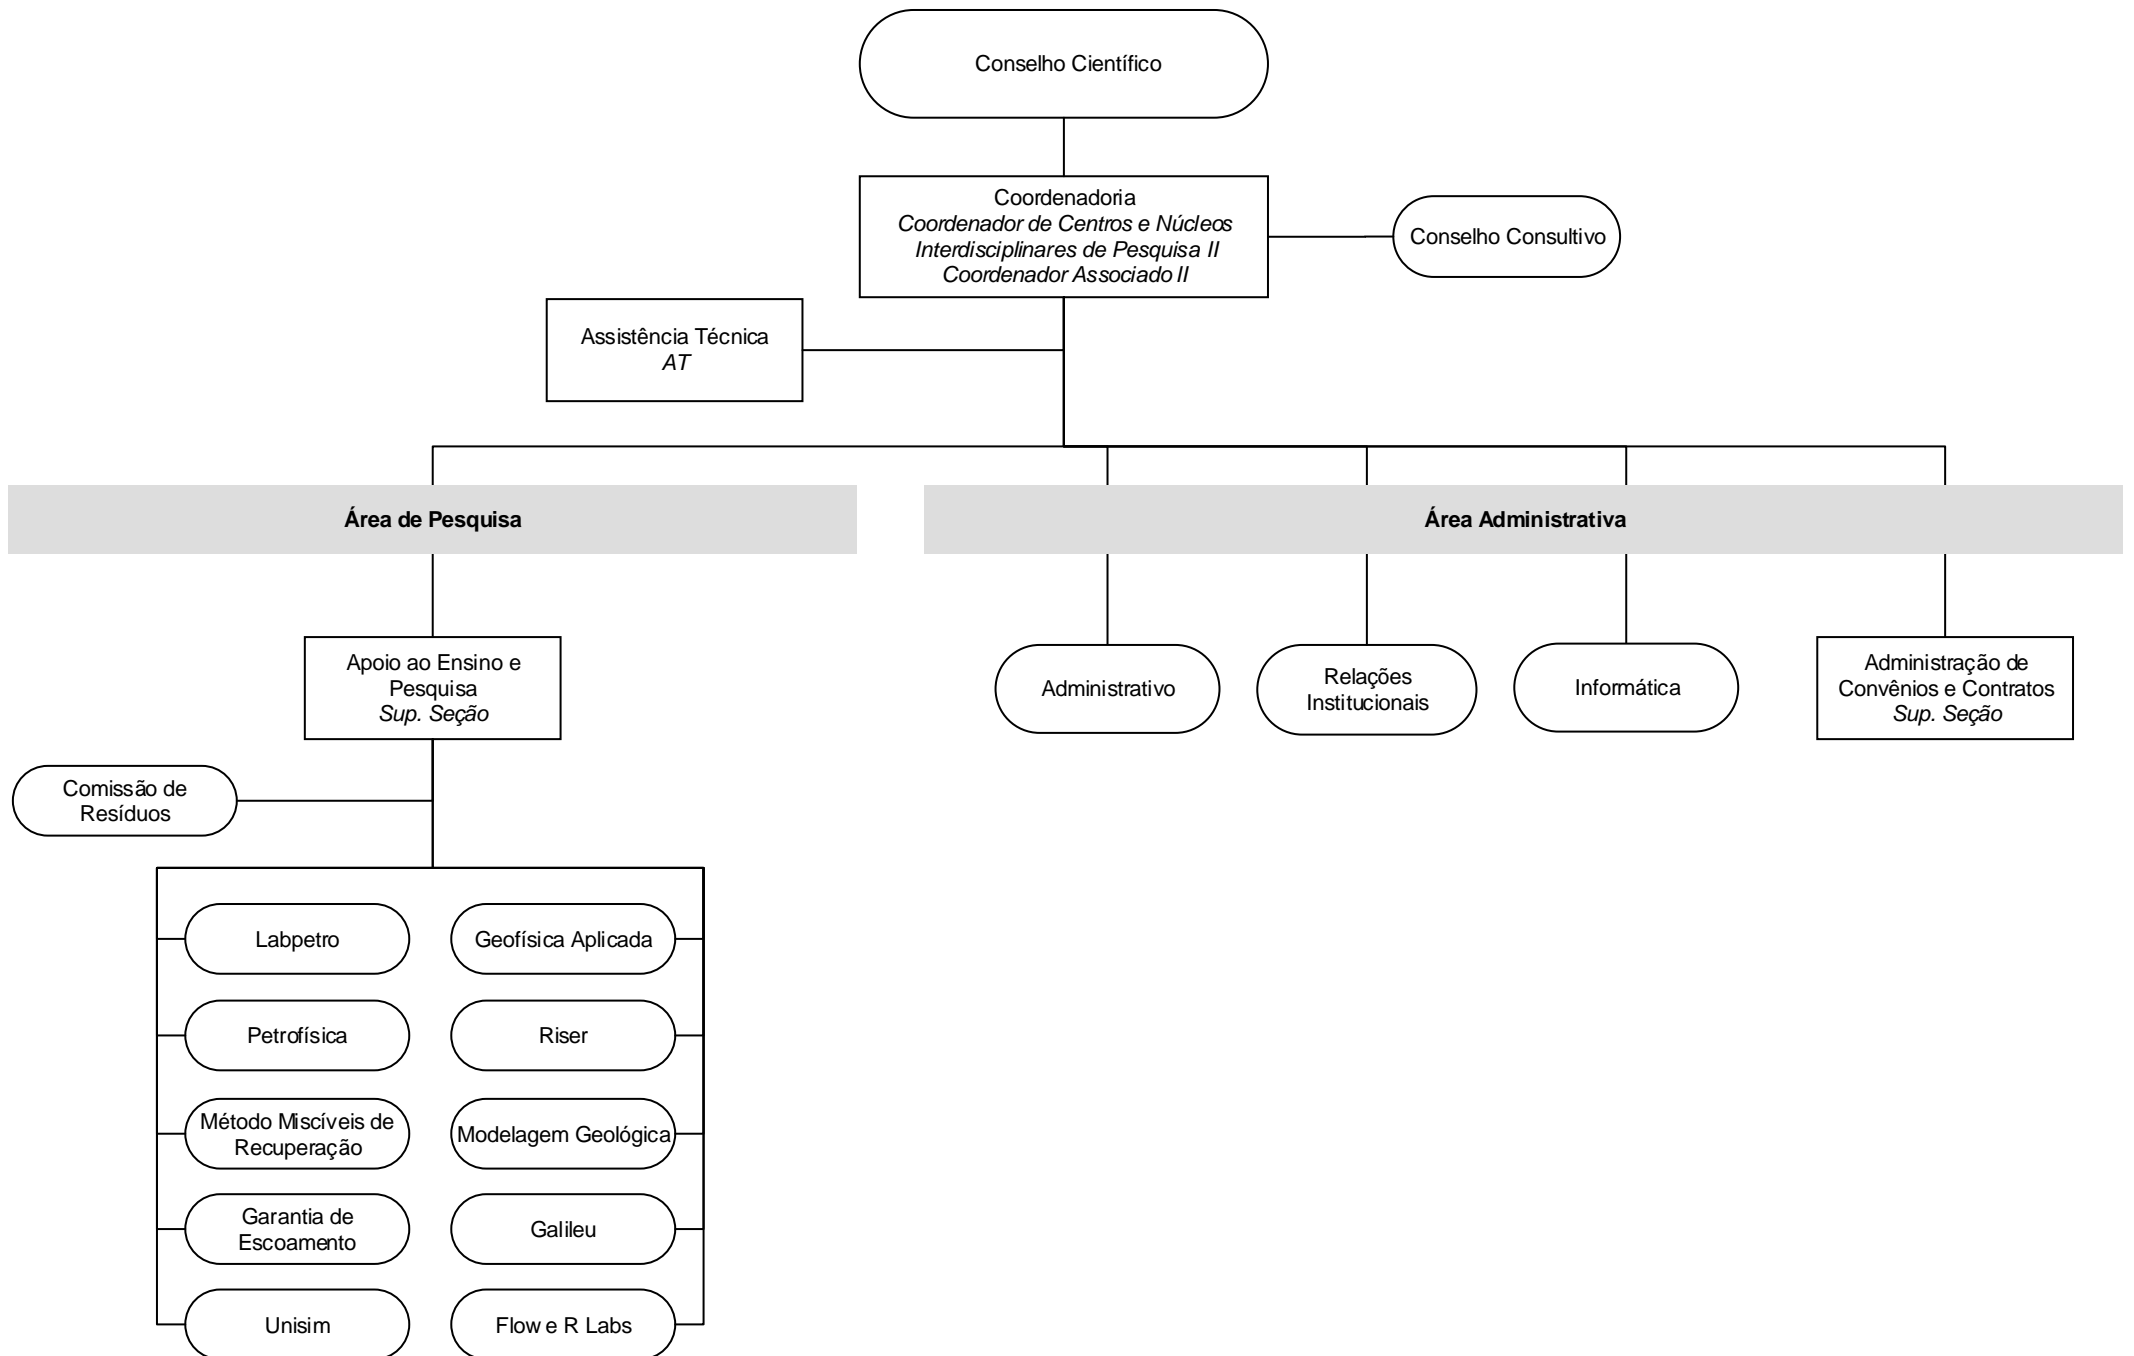 Conselho Científico
Coordenadoria
Coordenador de Centros e Núcleos
Interdisciplinares de Pesquisa II
Coordenador Associado II
Conselho Consultivo
Assistência Técnica
AT
Área de Pesquisa
Área Administrativa
Apoio ao Ensino e
Pesquisa
Sup. Seção
Administrativo
Relações
Institucionais
Informática
Administração de
Convênios e Contratos
Sup. Seção
Comissão de
Resíduos
Labpetro
Geofísica Aplicada
Petrofísica
Riser
Método Miscíveis de
Recuperação
Modelagem Geológica
Garantia de
Escoamento
Galileu
Unisim
Flow e R Labs